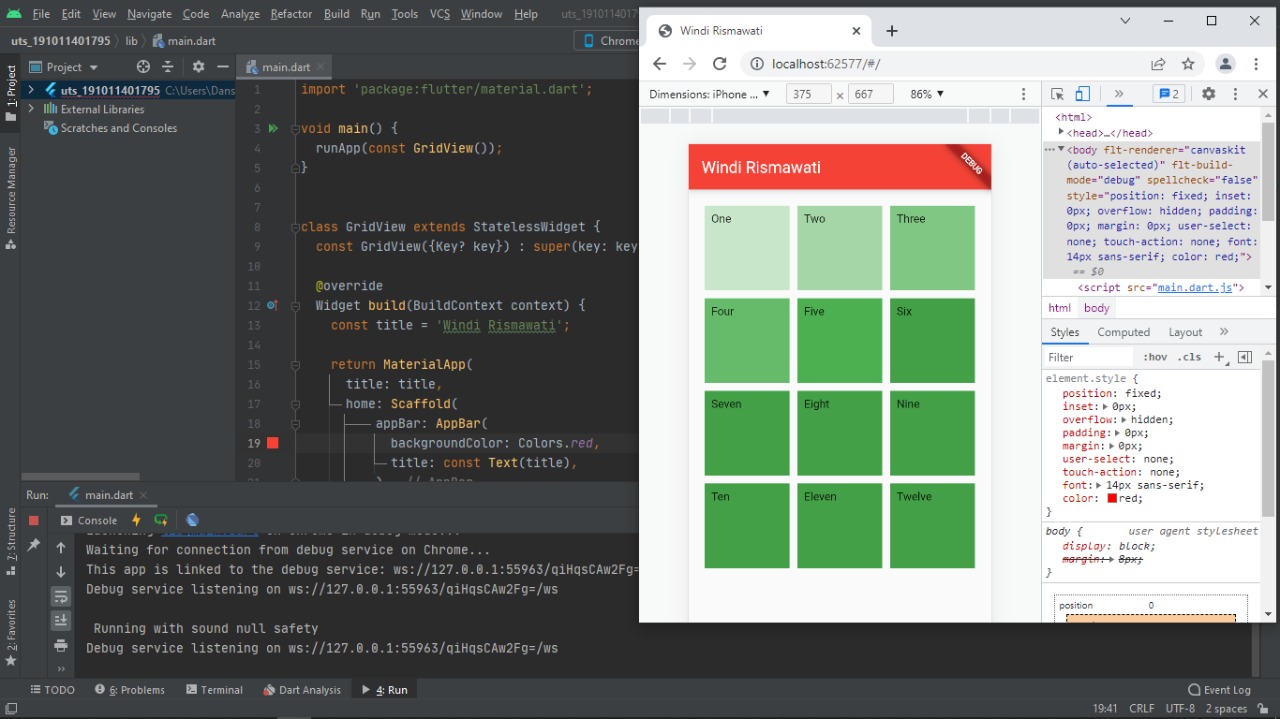 File Edit View Navigate Code Analyze Refactor Build Run Tools VCS Window Help uts_191011401795
uts_191011401795 lib main.dart Chrome
Project main.dart
1: Project
Resource Manager
7: Structure
2: Favorites
uts_191011401795 C:\Users\Dans
External Libraries
Scratches and Consoles
1 import 'package:flutter/material.dart';
2
3 void main() {
4 runApp(const GridView());
5 }
6
7
8 class GridView extends StatelessWidget {
9 const GridView({Key? key}) : super(key: key
10
11 @override
12 Widget build(BuildContext context) {
13 const title = 'Windi Rismawati';
14
15 return MaterialApp(
16 title: title,
17 home: Scaffold(
18 appBar: AppBar(
19 backgroundColor: Colors.red,
20 title: const Text(title),
21 ), // AppBar
Run: main.dart
Console
Waiting for connection from debug service on Chrome...
This app is linked to the debug service: ws://127.0.0.1:55963/qiHqsCAw2Fg=
Debug service listening on ws://127.0.0.1:55963/qiHqsCAw2Fg=/ws
Running with sound null safety
Debug service listening on ws://127.0.0.1:55963/qiHqsCAw2Fg=/ws
TODO 6: Problems Terminal Dart Analysis 4: Run Event Log
19:41 CRLF UTF-8 2 spaces
Windi Rismawati
localhost:62577/#/
Dimensions: iPhone ... 375 x 667 86%
Windi Rismawati DEBUG
One Two Three
Four Five Six
Seven Eight Nine
Ten Eleven Twelve
2
<html>
<head>…</head>
<body flt-renderer="canvaskit
(auto-selected)" flt-build-
mode="debug" spellcheck="false"
style="position: fixed; inset:
0px; overflow: hidden; padding:
0px; margin: 0px; user-select:
none; touch-action: none; font:
14px sans-serif; color: red;">
== $0
<script src="main.dart.js">
html body
Styles Computed Layout
Filter :hov .cls
element.style {
position: fixed;
inset: 0px;
overflow: hidden;
padding: 0px;
margin: 0px;
user-select: none;
touch-action: none;
font: 14px sans-serif;
color: red;
}
body { user agent stylesheet
display: block;
margin: 8px;
}
position 0